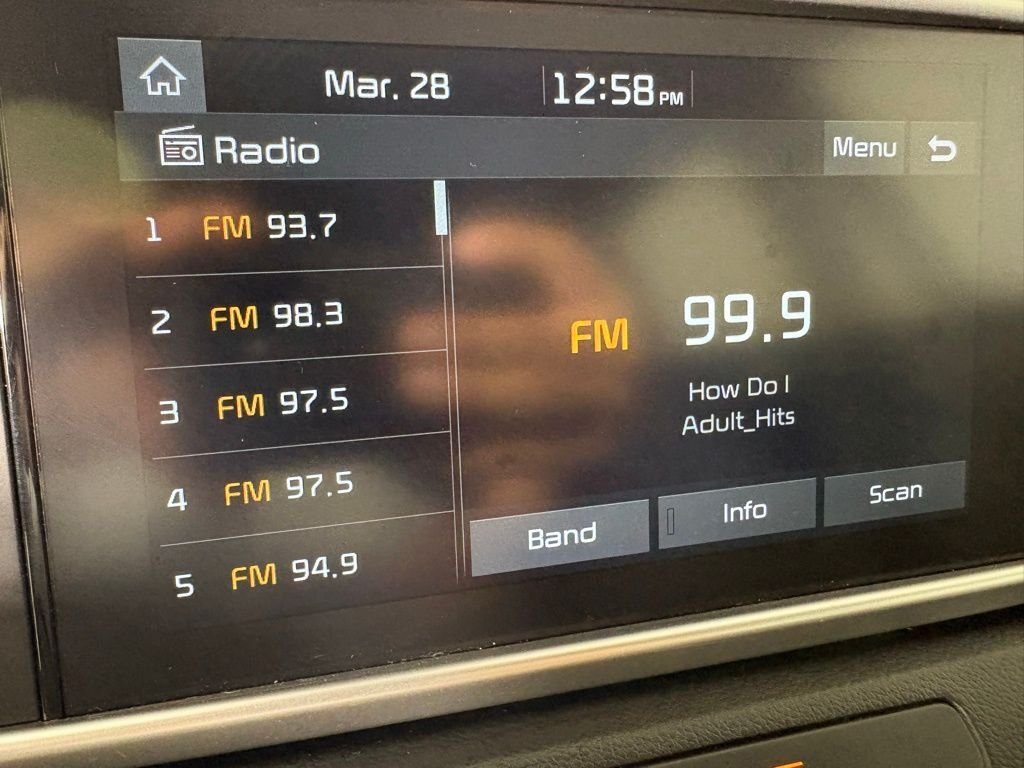 Mar. 28
12:58 PM
Radio
Menu
1 FM 93.7
2 FM 98.3
3 FM 97.5
4 FM 97.5
5 FM 94.9
FM 99.9
How Do I
Adult_Hits
Band
Info
Scan